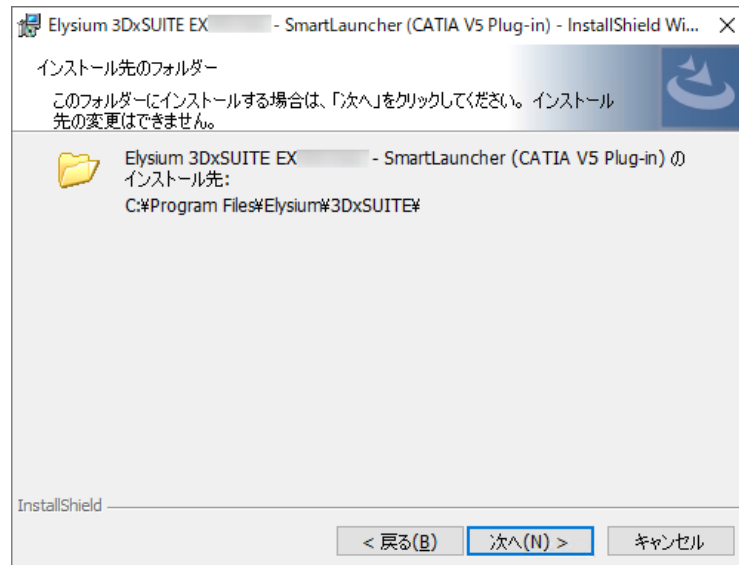 Elysium 3DxSUITE EX - SmartLauncher (CATIA V5 Plug-in) - InstallShield Wi...
インストール先のフォルダー
このフォルダーにインストールする場合は、「次へ」をクリックしてください。インストール
先の変更はできません。
Elysium 3DxSUITE EX - SmartLauncher (CATIA V5 Plug-in) の
インストール先:
C:¥Program Files¥Elysium¥3DxSUITE¥
InstallShield
< 戻る(B) 次へ(N) > キャンセル